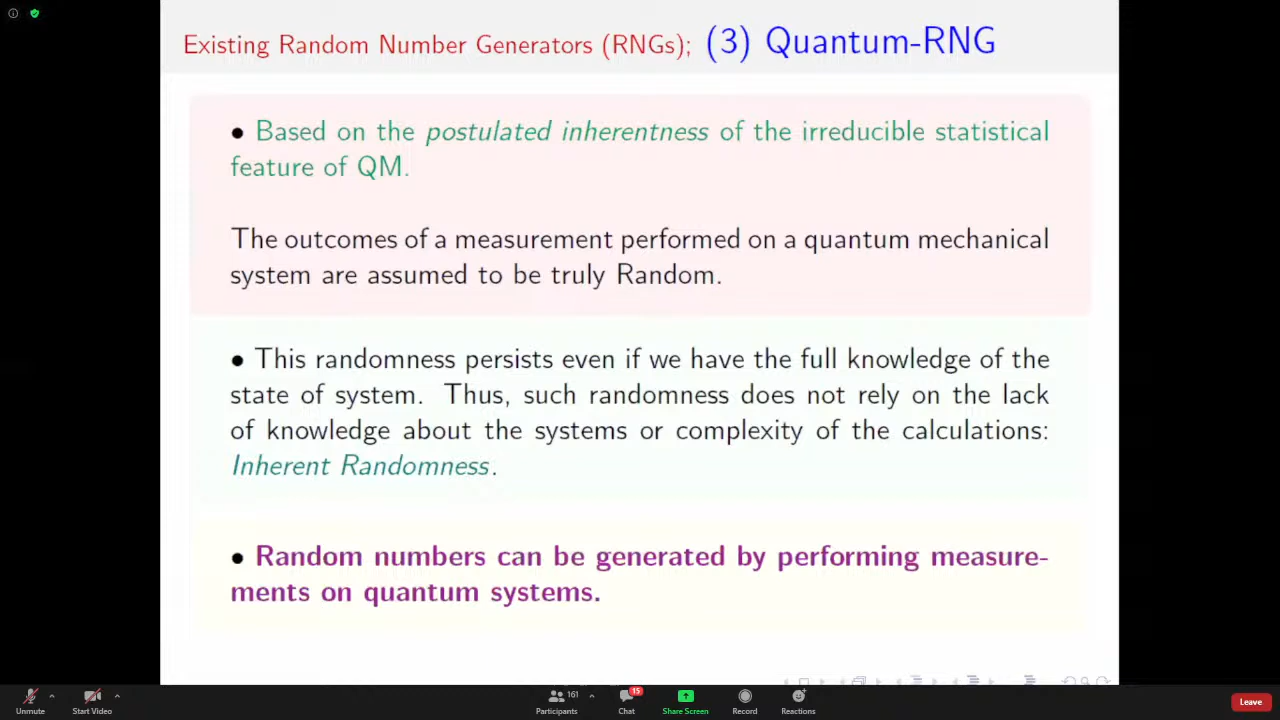 Existing Random Number Generators (RNGs); (3) Quantum-RNG
• Based on the postulated inherentness of the irreducible statistical
feature of QM.
The outcomes of a measurement performed on a quantum mechanical
system are assumed to be truly Random.
• This randomness persists even if we have the full knowledge of the
state of system. Thus, such randomness does not rely on the lack
of knowledge about the systems or complexity of the calculations:
Inherent Randomness.
• Random numbers can be generated by performing measure-
ments on quantum systems.
Unmute
Start Video
Participants
161
Chat
15
Share Screen
Record
Reactions
Leave